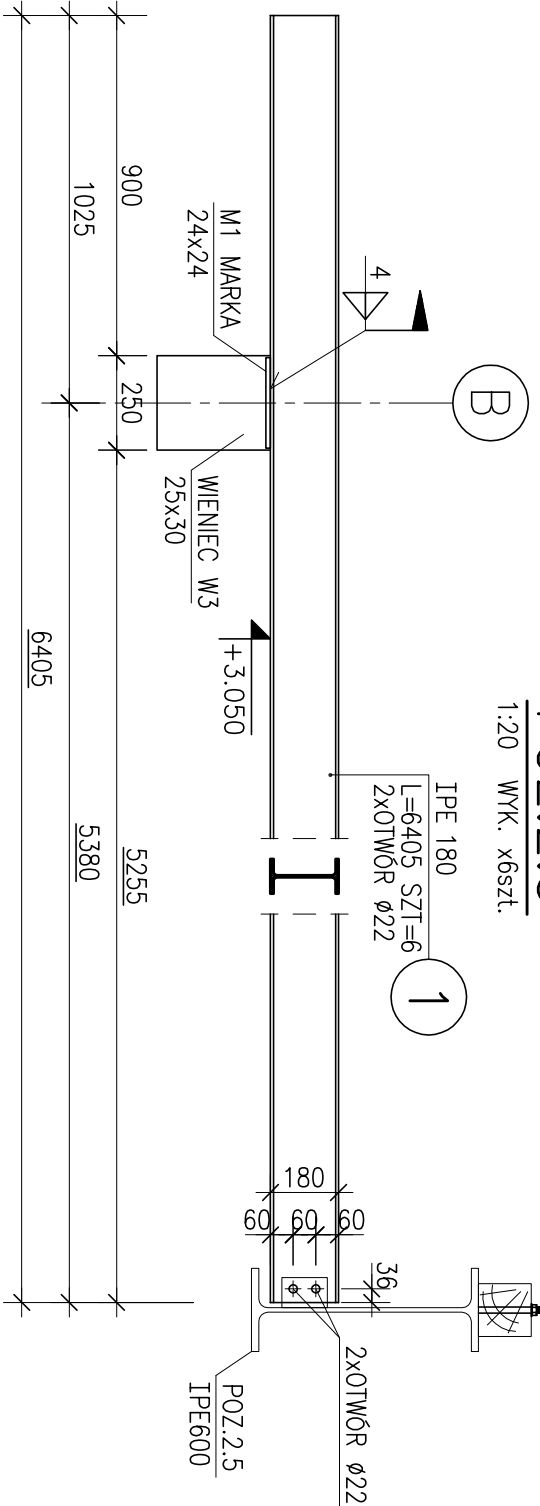 1:20 WYK. x6szt.
B
4
IPE 180
L=6405 SZT=6
2xOTWÓR Ø22
1
M1 MARKA
24x24
WIENIEC W3
25x30
+3.050
180
60
60
60
36
2xOTWÓR Ø22
POZ.2.5
IPE600
900
250
5255
1025
5380
6405